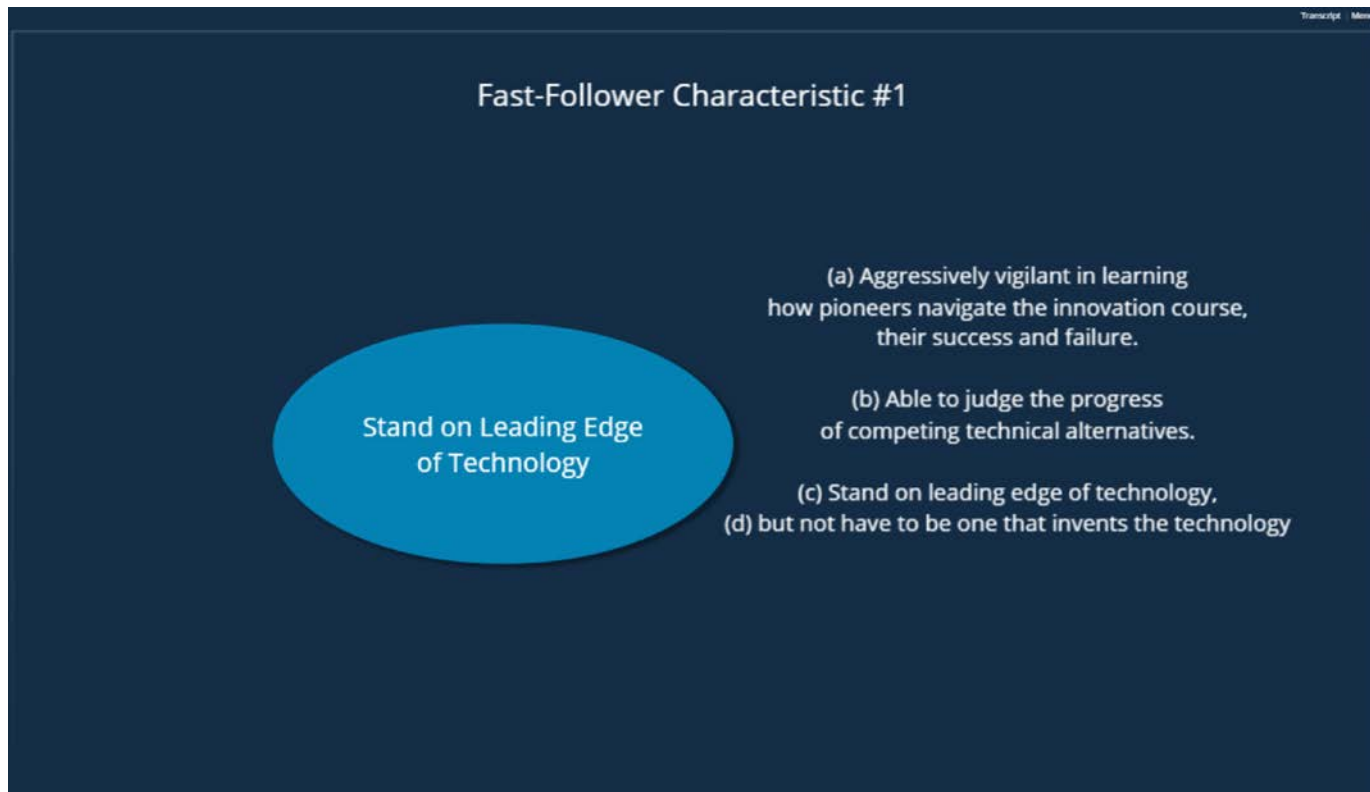 Transcript
Fast-Follower Characteristic #1
(a) Aggressively vigilant in learning
how pioneers navigate the innovation course,
their success and failure.
(b) Able to judge the progress
of competing technical alternatives.
Stand on Leading Edge
of Technology
(c) Stand on leading edge of technology,
(d) but not have to be one that invents the technology